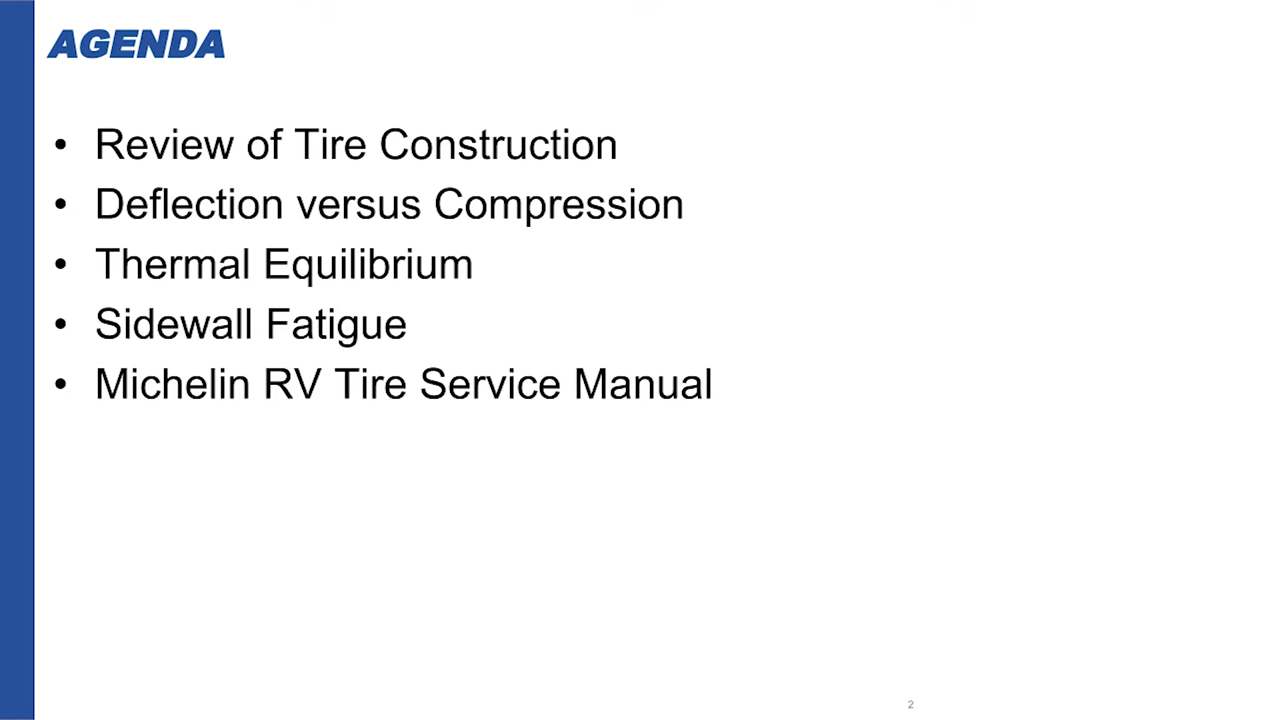 AGENDA
• Review of Tire Construction
• Deflection versus Compression
• Thermal Equilibrium
• Sidewall Fatigue
• Michelin RV Tire Service Manual
2